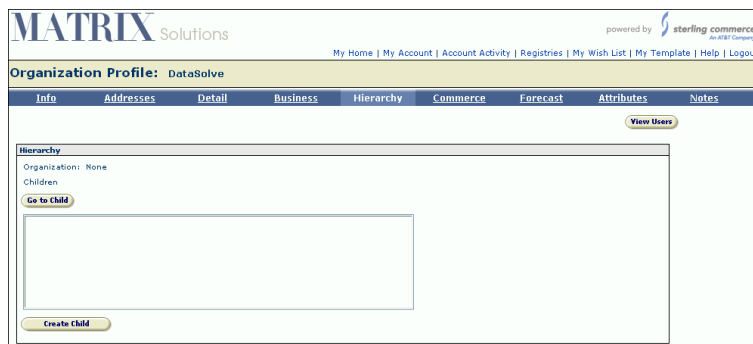 MATRIX Solutions
powered by sterling commerce
An AT&T Company
My Home | My Account | Account Activity | Registries | My Wish List | My Template | Help | Logou
Organization Profile: DataSolve
Info Addresses Detail Business Hierarchy Commerce Forecast Attributes Notes
View Users
Hierarchy
Organization: None
Children
Go to Child
Create Child